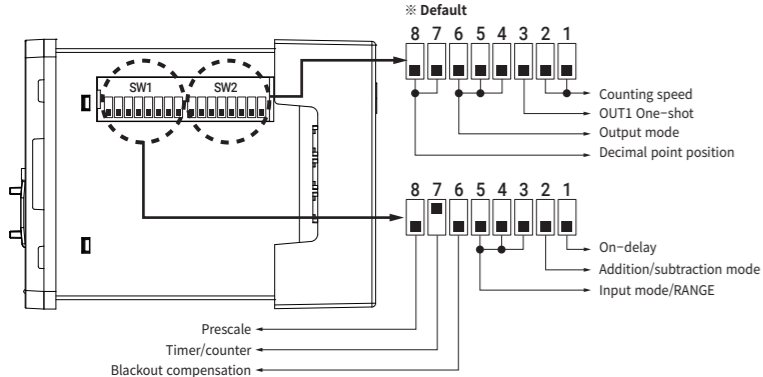 ※ Default
8 7 6 5 4 3 2 1
SW1 SW2
Counting speed
OUT1 One-shot
Output mode
Decimal point position
8 7 6 5 4 3 2 1
On-delay
Addition/subtraction mode
Input mode/RANGE
Prescale
Timer/counter
Blackout compensation